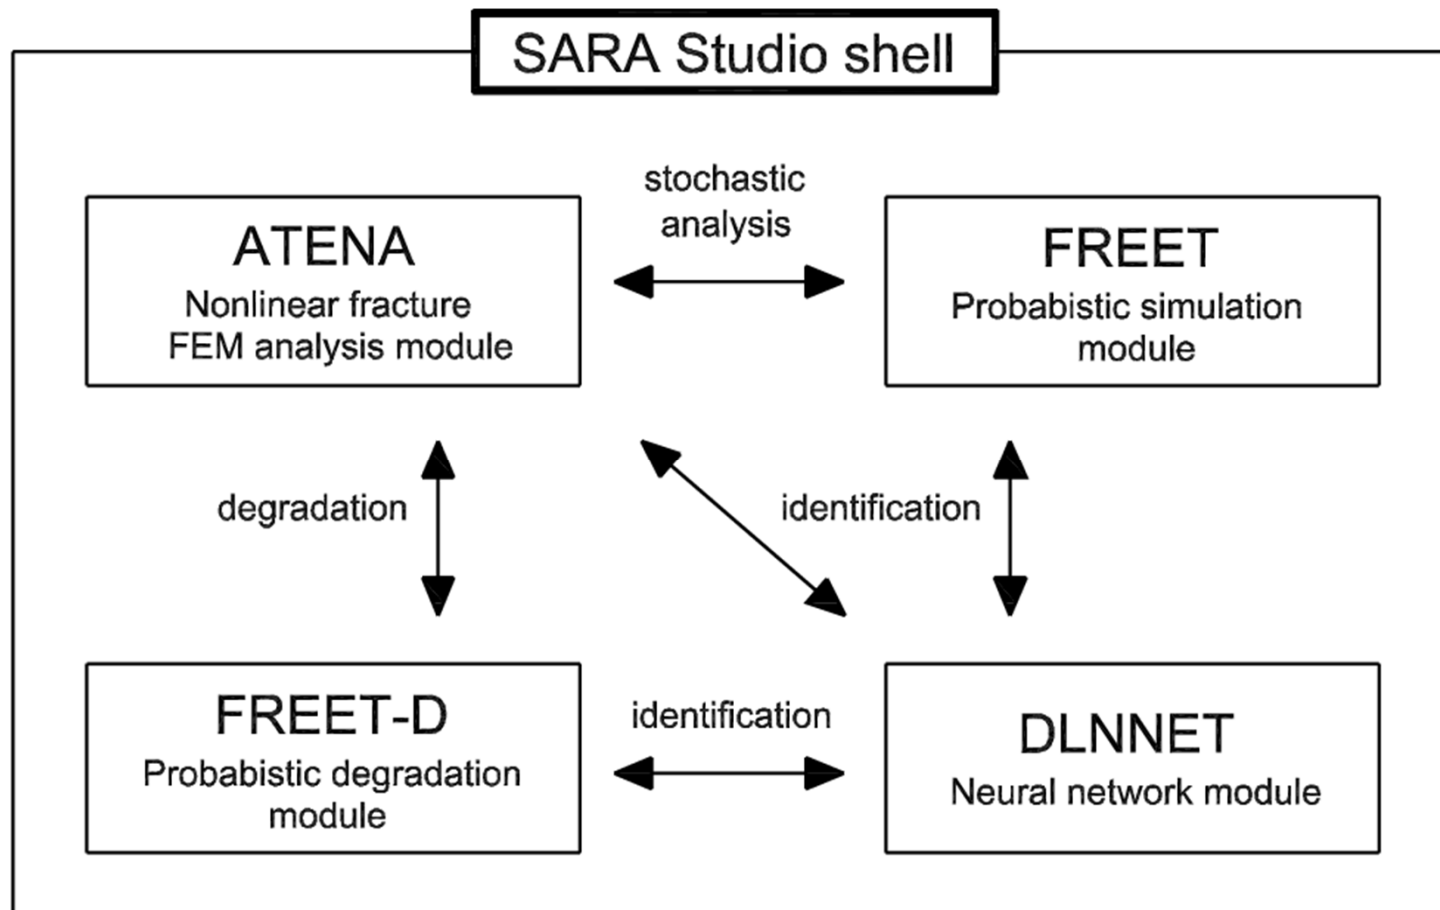 SARA Studio shell
stochastic
analysis
ATENA
Nonlinear fracture
FEM analysis module
FREET
Probabistic simulation
module
degradation
identification
FREET-D
Probabistic degradation
module
identification
DLNNET
Neural network module